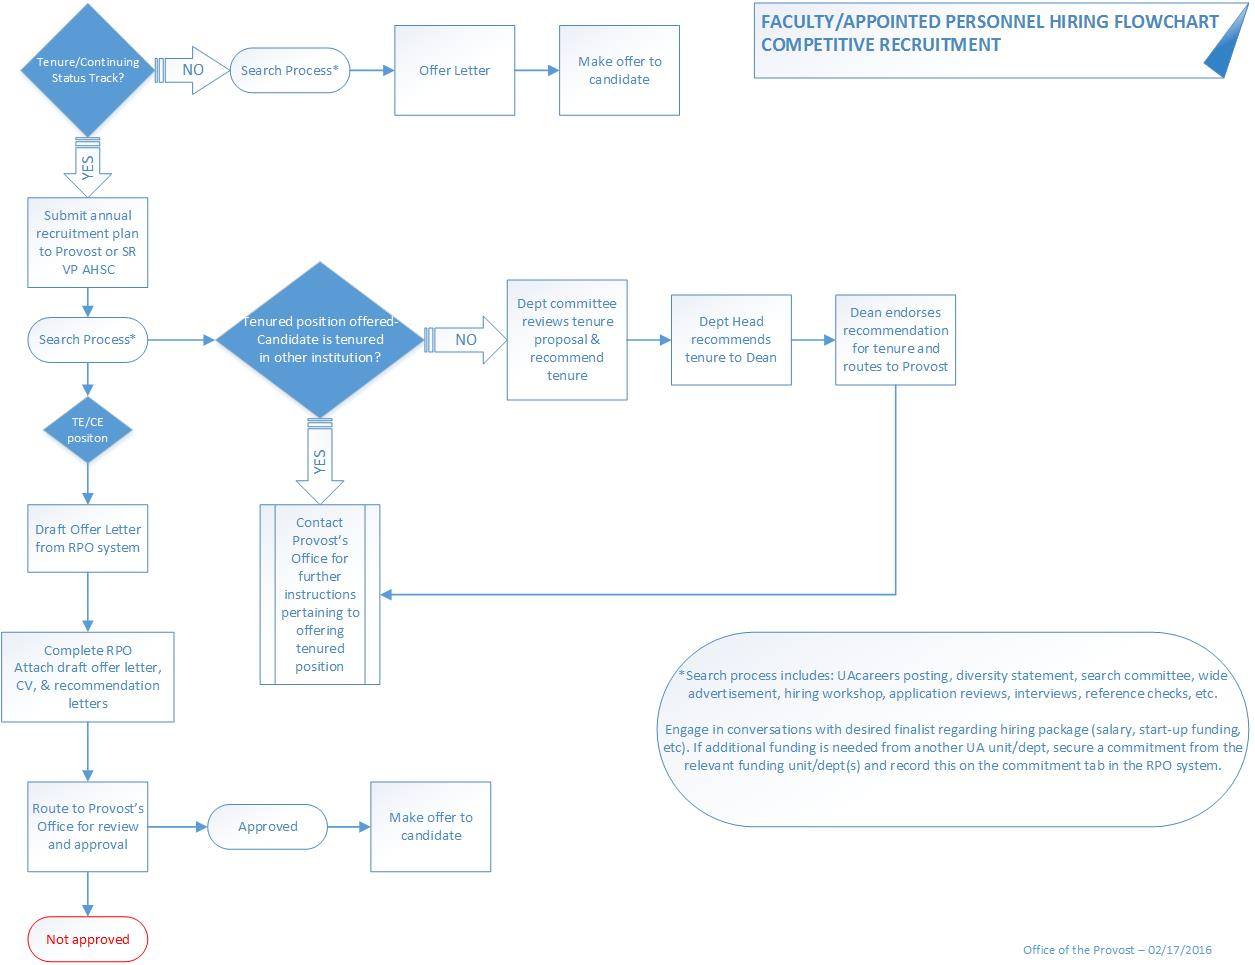 FACULTY/APPOINTED PERSONNEL HIRING FLOWCHART
COMPETITIVE RECRUITMENT
Tenure/Continuing
Status Track?
NO
Search Process*
Offer Letter
Make offer to
candidate
YES
Submit annual
recruitment plan
to Provost or SR
VP AHSC
Search Process*
Tenured position offered-
Candidate is tenured
in other institution?
NO
Dept committee
reviews tenure
proposal &
recommend
tenure
Dept Head
recommends
tenure to Dean
Dean endorses
recommendation
for tenure and
routes to Provost
TE/CE
positon
YES
Draft Offer Letter
from RPO system
Contact
Provost’s
Office for
further
instructions
pertaining to
offering
tenured
position
Complete RPO
Attach draft offer letter,
CV, & recommendation
letters
*Search process includes: UAcareers posting, diversity statement, search committee, wide
advertisement, hiring workshop, application reviews, interviews, reference checks, etc.
Engage in conversations with desired finalist regarding hiring package (salary, start-up funding,
etc). If additional funding is needed from another UA unit/dept, secure a commitment from the
relevant funding unit/dept(s) and record this on the commitment tab in the RPO system.
Route to Provost’s
Office for review
and approval
Approved
Make offer to
candidate
Not approved
Office of the Provost – 02/17/2016